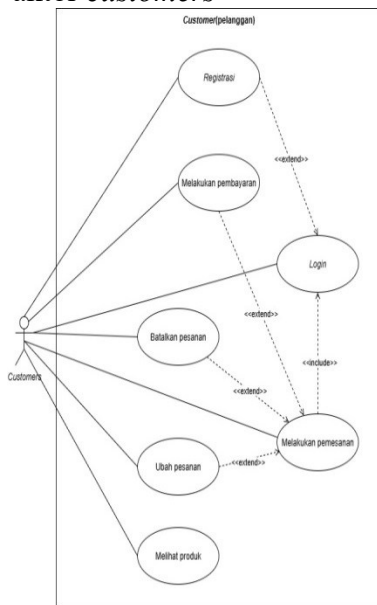 customers
Customer(pelanggan)
Registrasi
<<extend>>
Melakukan pembayaran
Login
Batalkan pesanan
<<extend>>
<<include>>
Customers
<<extend>>
Melakukan pemesanan
Ubah pesanan
<<extend>>
Melihat produk